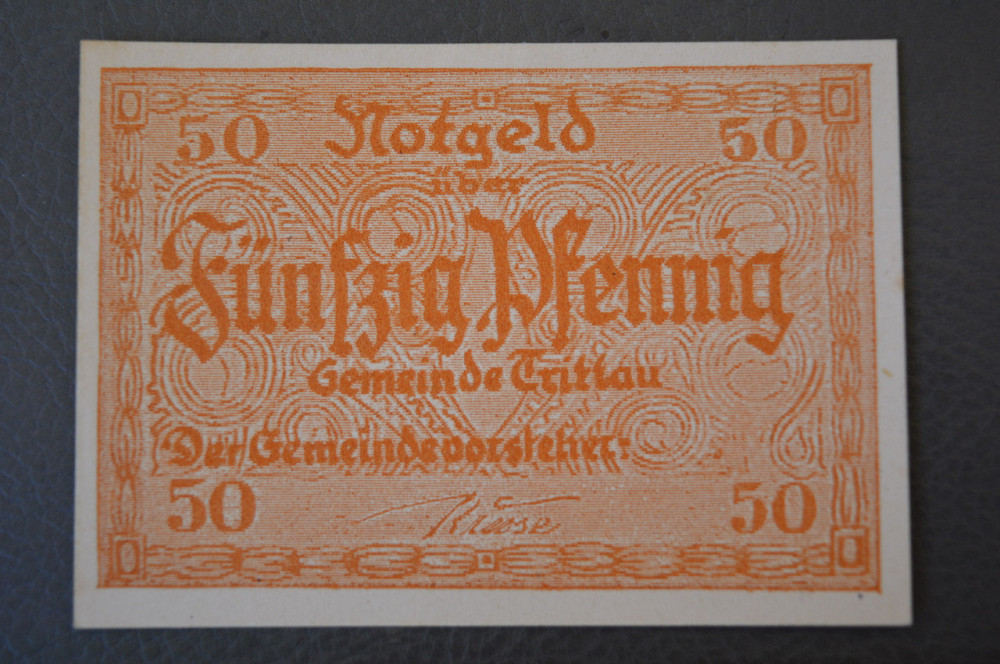 50 Notgeld 50
über
Fünfzig Pfennig
Gemeinde Trittau
Der Gemeindevorsteher:
50 50